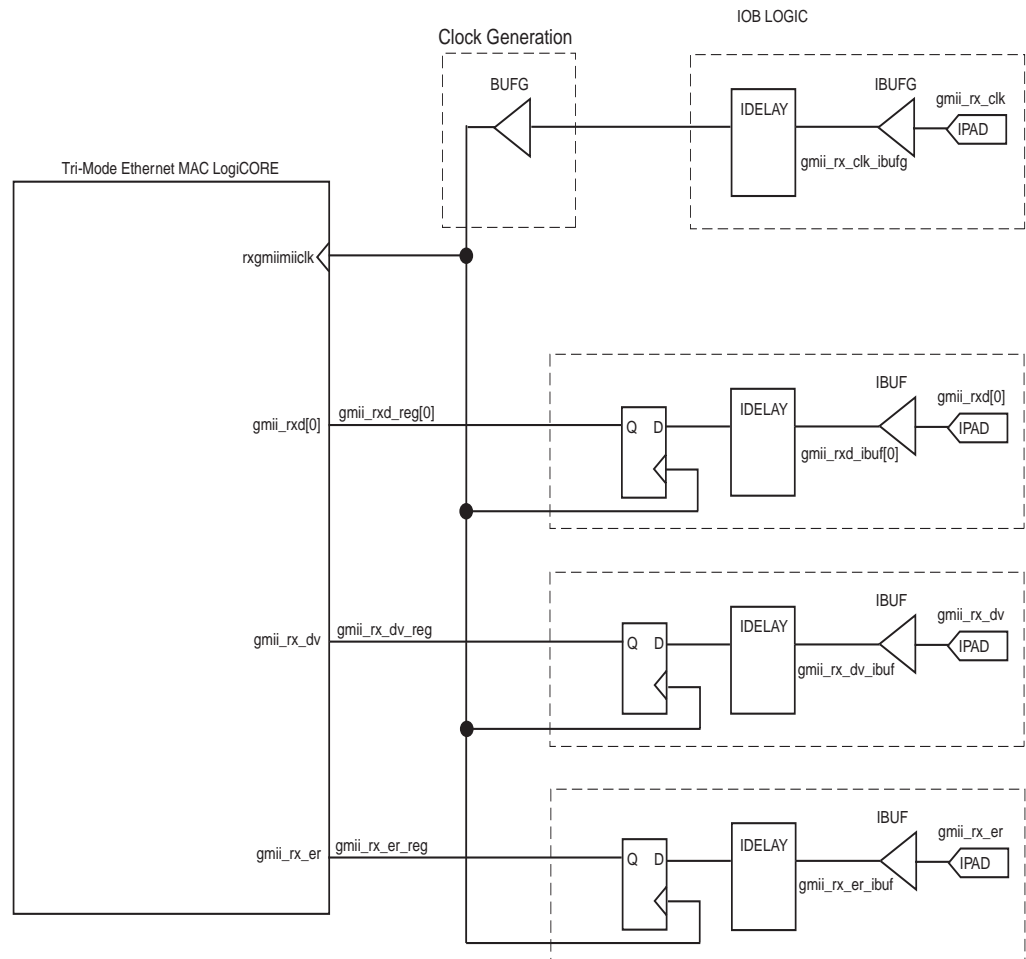 IOB LOGIC
Clock Generation
BUFG
IDELAY
IBUFG
gmii_rx_clk
IPAD
gmii_rx_clk_ibufg
Tri-Mode Ethernet MAC LogiCORE
rxgmiimiiclk
gmii_rxd[0]
gmii_rxd_reg[0]
Q D
IDELAY
IBUF
gmii_rxd[0]
IPAD
gmii_rxd_ibuf[0]
gmii_rx_dv
gmii_rx_dv_reg
Q D
IDELAY
IBUF
gmii_rx_dv
IPAD
gmii_rx_dv_ibuf
gmii_rx_er
gmii_rx_er_reg
Q D
IDELAY
IBUF
gmii_rx_er
IPAD
gmii_rx_er_ibuf